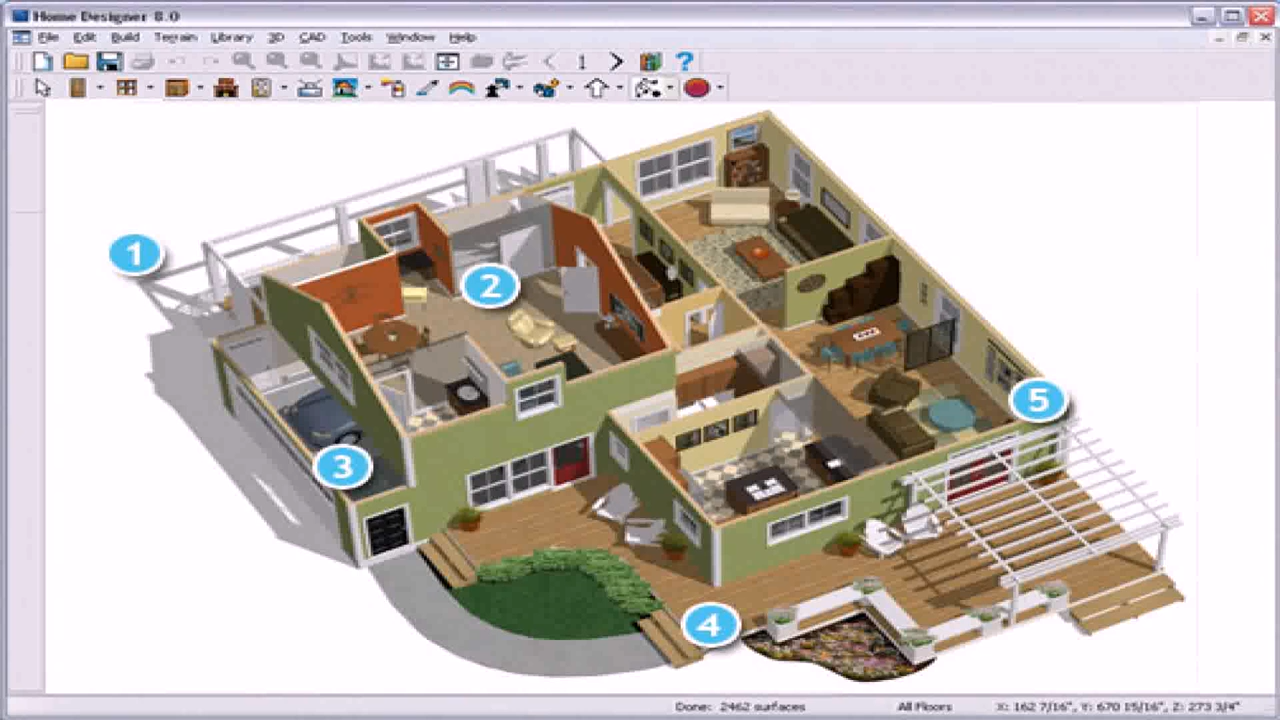 Home Designer 8.0
File Edit Build Terrain Library 3D CAD Tools Window Help
1
1
2
3
4
5
Done: 2462 surfaces All Floors X: 162 7/16", Y: 670 15/16", Z: 273 3/4"